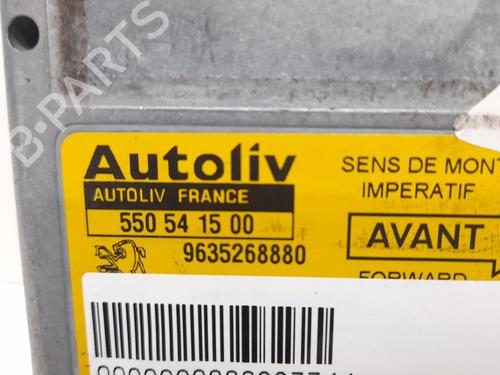 B-PARTS
Autoliv
AUTOLIV FRANCE
550 54 15 00
9635268880
SENS DE MONT
IMPERATIF
AVANT
FORWARD